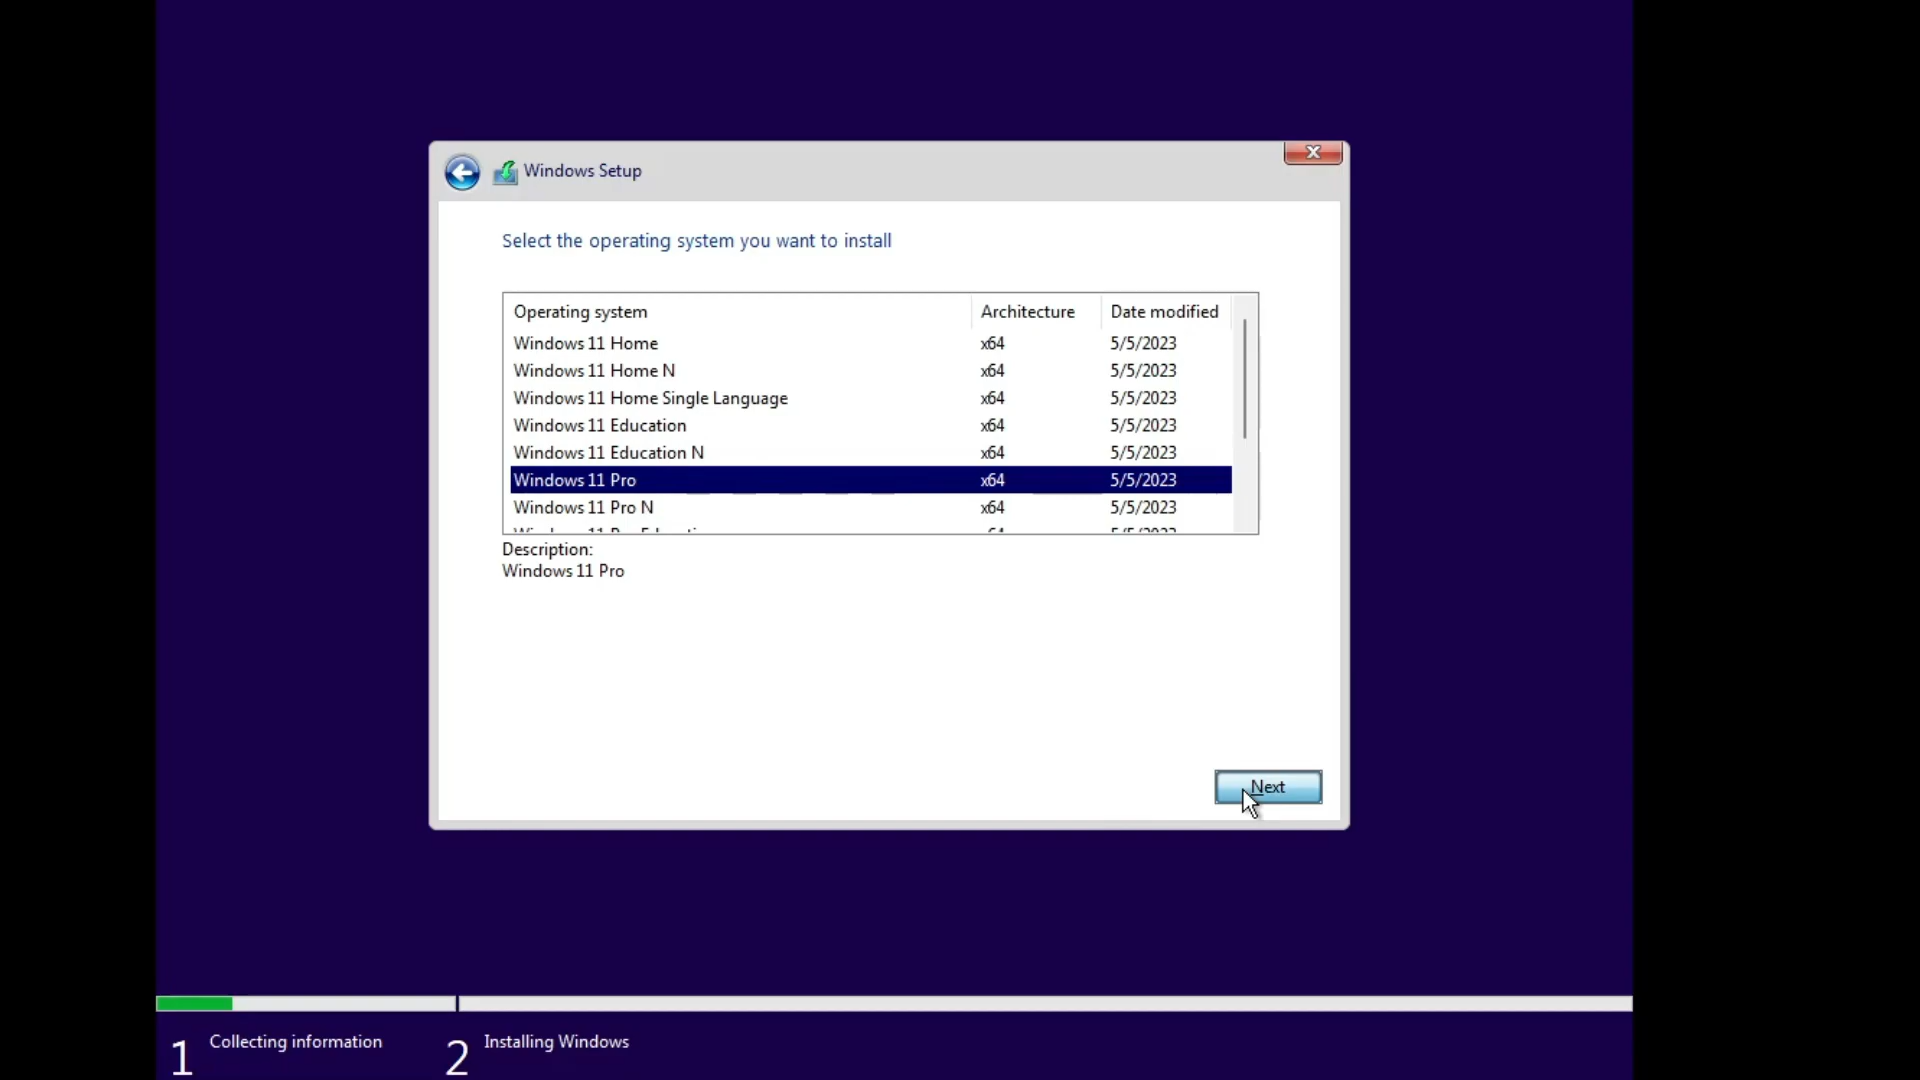 Windows Setup
Select the operating system you want to install
Operating system Architecture Date modified
Windows 11 Home x64 5/5/2023
Windows 11 Home N x64 5/5/2023
Windows 11 Home Single Language x64 5/5/2023
Windows 11 Education x64 5/5/2023
Windows 11 Education N x64 5/5/2023
Windows 11 Pro x64 5/5/2023
Windows 11 Pro N x64 5/5/2023
Description:
Windows 11 Pro
Next
1 Collecting information 2 Installing Windows